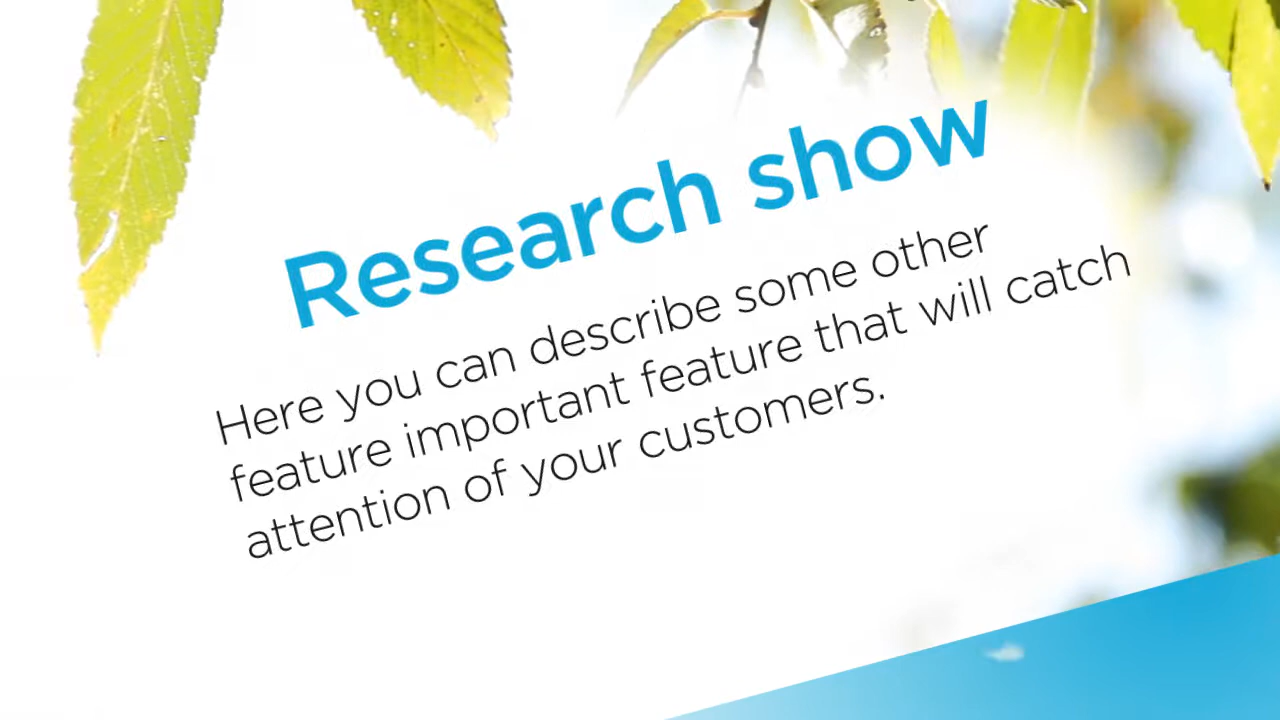 Research show
Here you can describe some other
feature important feature that will catch
attention of your customers.